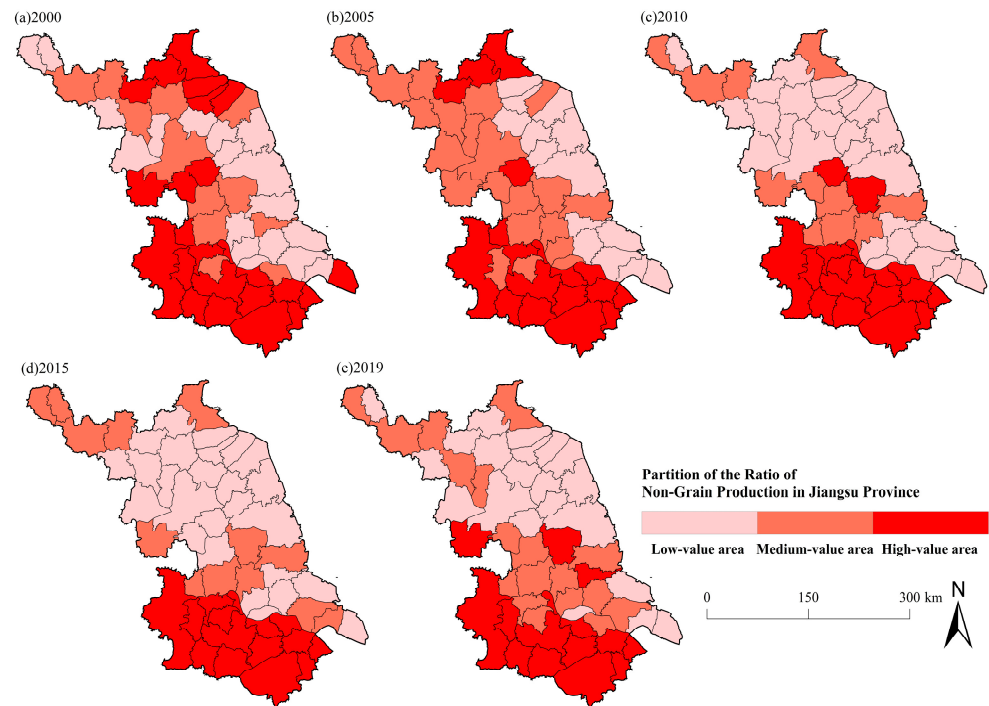 (a)2000
(b)2005
(c)2010
(d)2015
(c)2019
Partition of the Ratio of
Non-Grain Production in Jiangsu Province
Low-value area
Medium-value area
High-value area
0
150
300 km
N